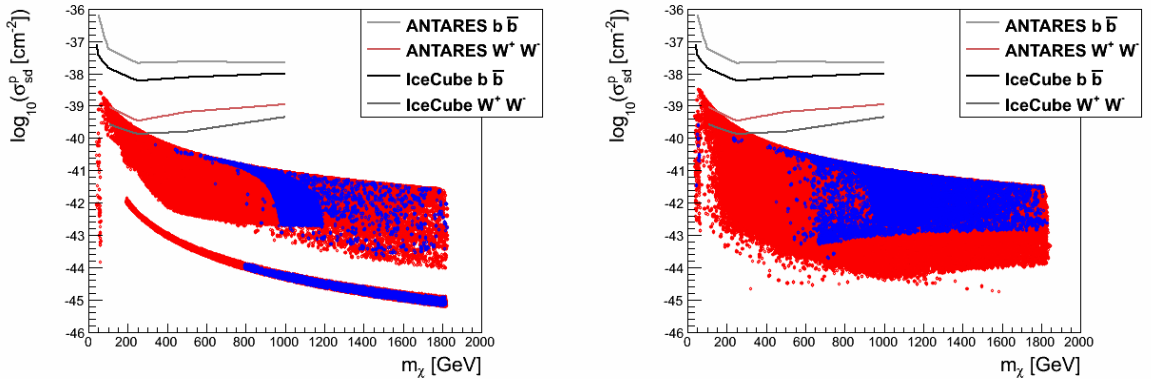 log₁₀(σᵖₛd [cm⁻²]
-36
-37
-38
-39
-40
-41
-42
-43
-44
-45
-46
0 200 400 600 800 1000 1200 1400 1600 1800 2000
mχ [GeV]
ANTARES b b̅
ANTARES W⁺ W⁻
IceCube b b̅
IceCube W⁺ W⁻
log₁₀(σᵖₛd [cm⁻²]
-36
-37
-38
-39
-40
-41
-42
-43
-44
-45
-46
0 200 400 600 800 1000 1200 1400 1600 1800 2000
mχ [GeV]
ANTARES b b̅
ANTARES W⁺ W⁻
IceCube b b̅
IceCube W⁺ W⁻